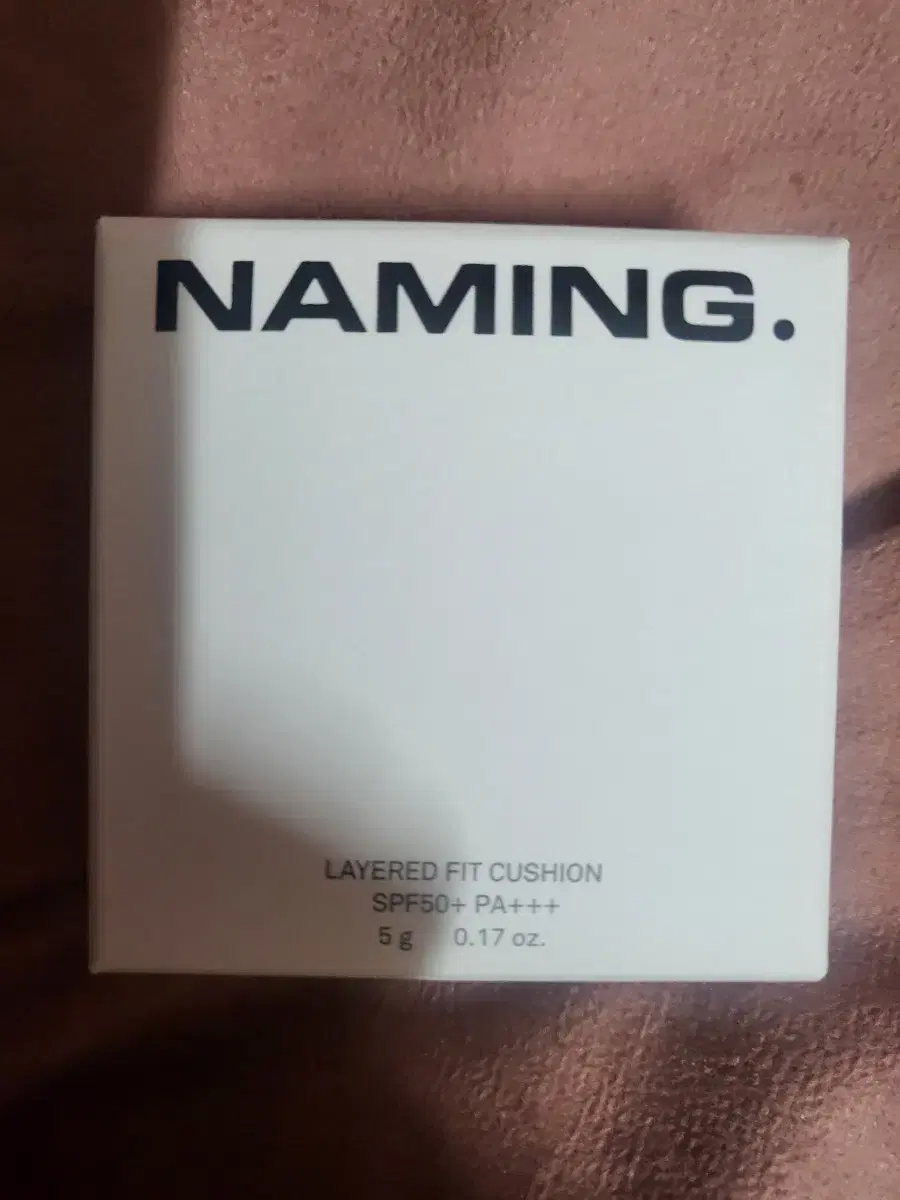 NAMING.
LAYERED FIT CUSHION
SPF50+ PA+++
5 g 0.17 oz.